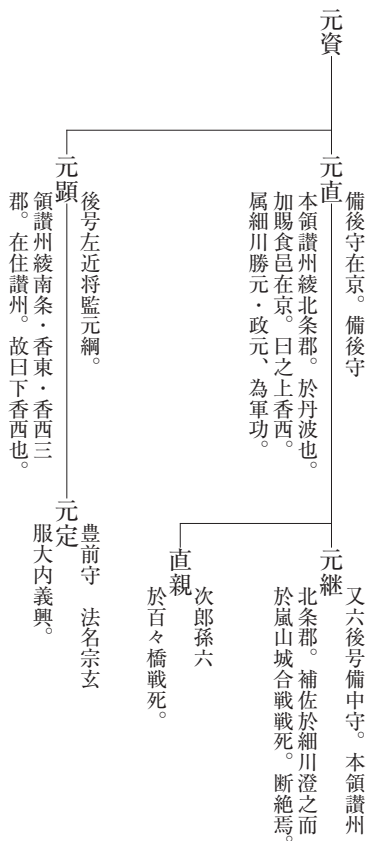 元資
元直
備後守在京。備後守
本領讃州綾北条郡。於丹波也。
加賜食邑在京。曰之上香西。
属細川勝元・政元、為軍功。
元継
又六後号備中守。本領讃州
北条郡。補佐於細川澄之而
於嵐山城合戦戦死。断絶焉。
直親
次郎孫六
於百々橋戦死。
元顕
後号左近将監元綱。
領讃州綾南条・香東・香西三
郡。在住讃州。故曰下香西也。
元定
豊前守　法名宗玄
服大内義興。